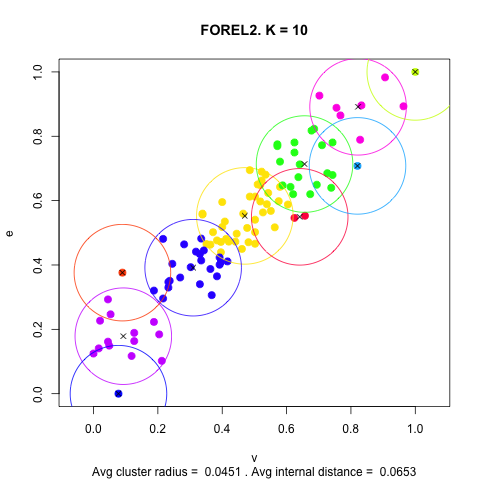 FOREL2. K = 10
e
1.0
0.8
0.6
0.4
0.2
0.0
0.0 0.2 0.4 0.6 0.8 1.0
v
Avg cluster radius = 0.0451 . Avg internal distance = 0.0653